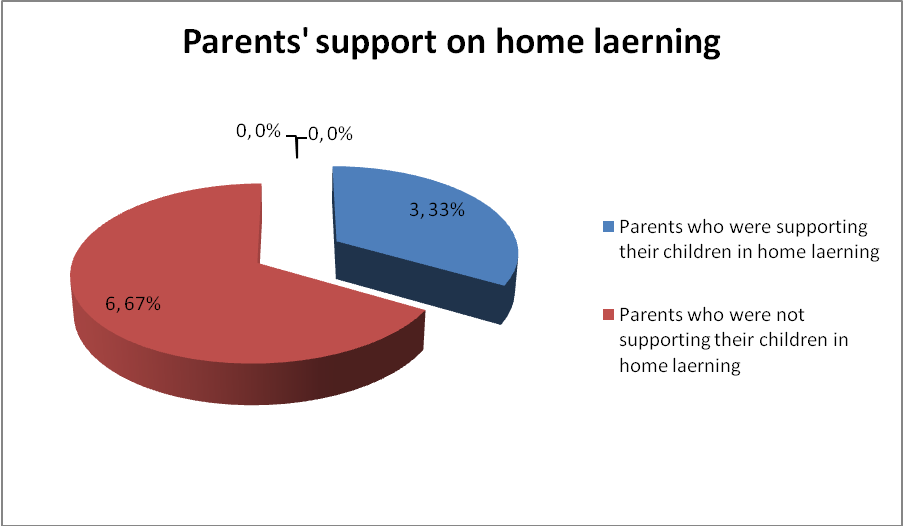 Parents' support on home laerning
0, 0%
0, 0%
3, 33%
6, 67%
Parents who were supporting
their children in home laerning
Parents who were not
supporting their children in
home laerning